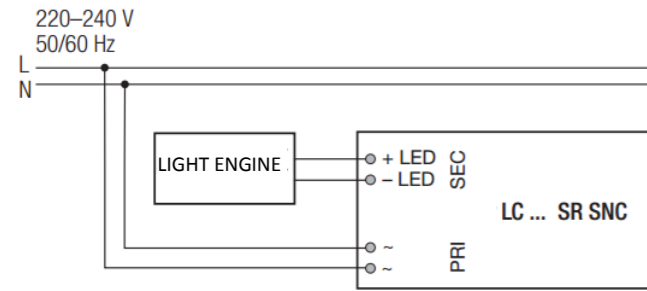 220–240 V
50/60 Hz
L
N
LIGHT ENGINE
+ LED
– LED
SEC
LC ... SR SNC
~
~
PRI